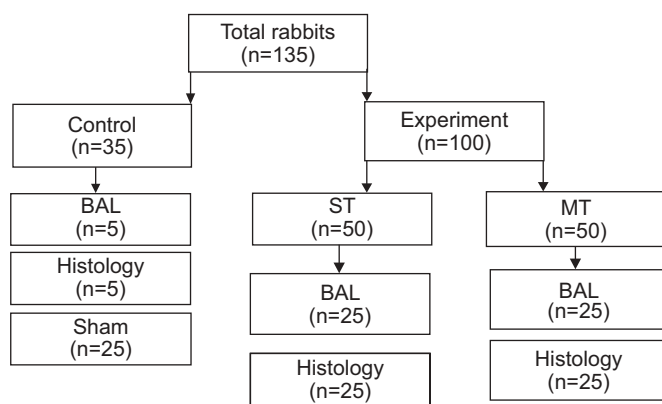 Total rabbits
(n=135)
Control
(n=35)
Experiment
(n=100)
BAL
(n=5)
Histology
(n=5)
Sham
(n=25)
ST
(n=50)
BAL
(n=25)
Histology
(n=25)
MT
(n=50)
BAL
(n=25)
Histology
(n=25)